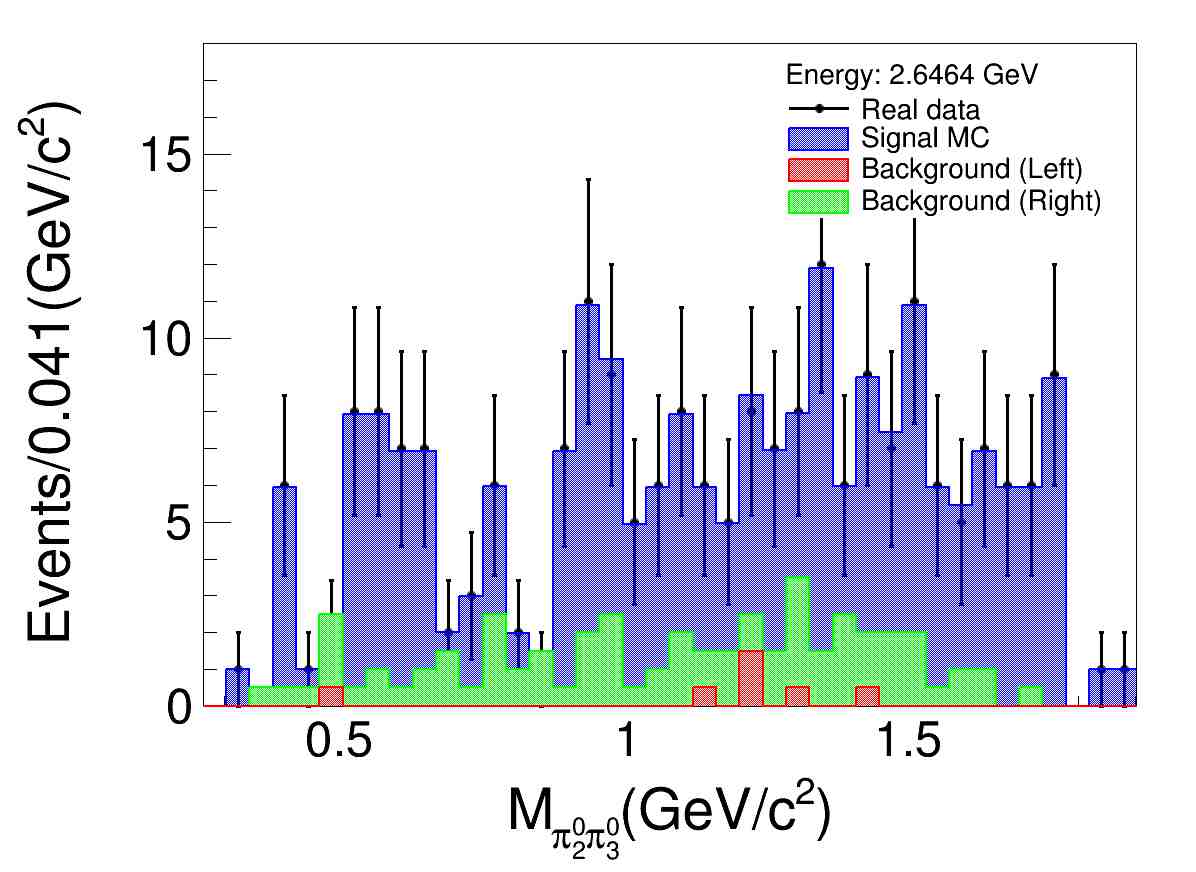 Energy: 2.6464 GeV
Real data
Signal MC
Background (Left)
Background (Right)
Events/0.041(GeV/c²)
15
10
5
0
0.5
1
1.5
M_{π⁰₂π⁰₃}(GeV/c²)